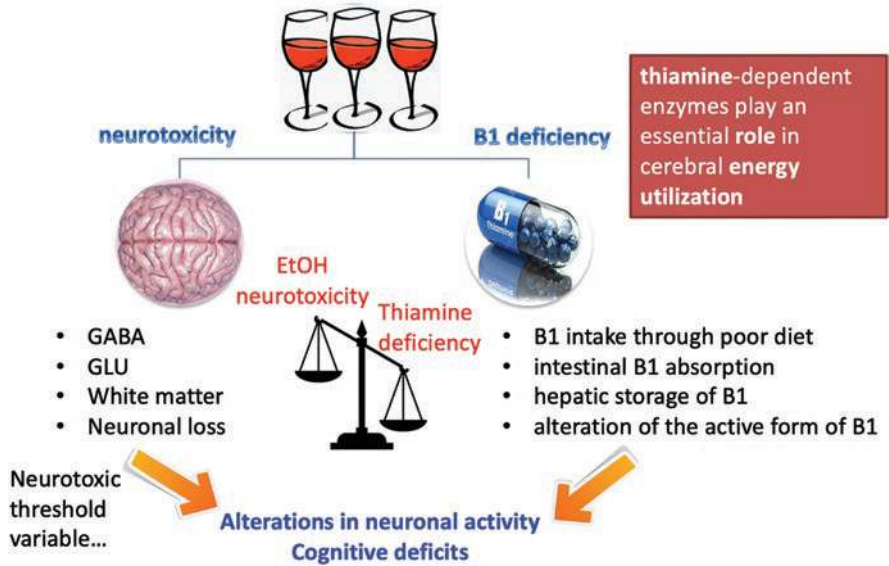 neurotoxicity
B1 deficiency
thiamine-dependent
enzymes play an
essential role in
cerebral energy
utilization
B1
Thiamine
EtOH
neurotoxicity
Thiamine
deficiency
• GABA
• GLU
• White matter
• Neuronal loss
• B1 intake through poor diet
• intestinal B1 absorption
• hepatic storage of B1
• alteration of the active form of B1
Neurotoxic
threshold
variable...
Alterations in neuronal activity
Cognitive deficits